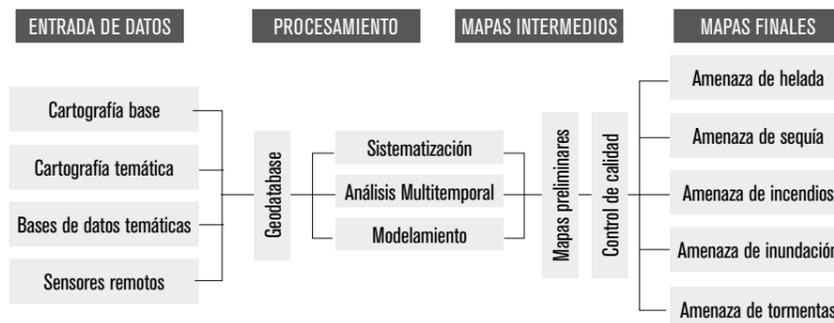 ENTRADA DE DATOS
PROCESAMIENTO
MAPAS INTERMEDIOS
MAPAS FINALES
Cartografía base
Cartografía temática
Bases de datos temáticas
Sensores remotos
Geodatabase
Sistematización
Análisis Multitemporal
Modelamiento
Mapas preliminares
Control de calidad
Amenaza de helada
Amenaza de sequía
Amenaza de incendios
Amenaza de inundación
Amenaza de tormentas